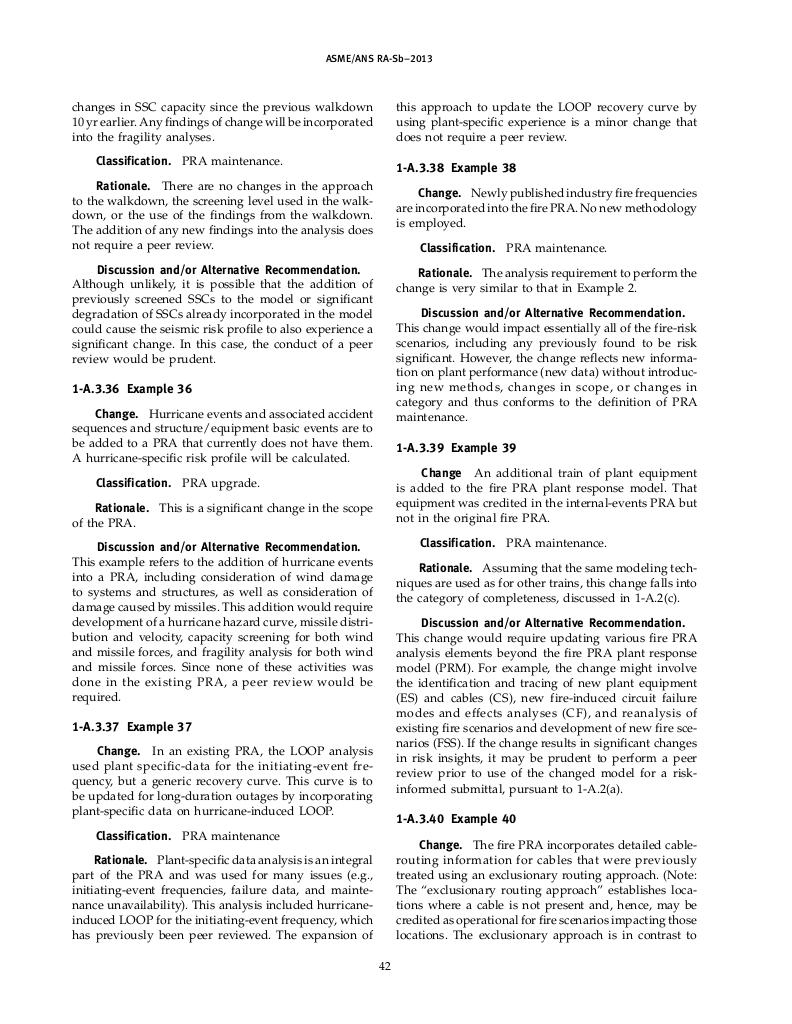 ASME/ANS RA-Sb–2013
changes in SSC capacity since the previous walkdown
10 yr earlier. Any findings of change will be incorporated
into the fragility analyses.
Classification. PRA maintenance.
Rationale. There are no changes in the approach
to the walkdown, the screening level used in the walk-
down, or the use of the findings from the walkdown.
The addition of any new findings into the analysis does
not require a peer review.
Discussion and/or Alternative Recommendation.
Although unlikely, it is possible that the addition of
previously screened SSCs to the model or significant
degradation of SSCs already incorporated in the model
could cause the seismic risk profile to also experience a
significant change. In this case, the conduct of a peer
review would be prudent.
1-A.3.36 Example 36
Change. Hurricane events and associated accident
sequences and structure/equipment basic events are to
be added to a PRA that currently does not have them.
A hurricane-specific risk profile will be calculated.
Classification. PRA upgrade.
Rationale. This is a significant change in the scope
of the PRA.
Discussion and/or Alternative Recommendation.
This example refers to the addition of hurricane events
into a PRA, including consideration of wind damage
to systems and structures, as well as consideration of
damage caused by missiles. This addition would require
development of a hurricane hazard curve, missile distri-
bution and velocity, capacity screening for both wind
and missile forces, and fragility analysis for both wind
and missile forces. Since none of these activities was
done in the existing PRA, a peer review would be
required.
1-A.3.37 Example 37
Change. In an existing PRA, the LOOP analysis
used plant specific-data for the initiating-event fre-
quency, but a generic recovery curve. This curve is to
be updated for long-duration outages by incorporating
plant-specific data on hurricane-induced LOOP.
Classification. PRA maintenance
Rationale. Plant-specific data analysis is an integral
part of the PRA and was used for many issues (e.g.,
initiating-event frequencies, failure data, and mainte-
nance unavailability). This analysis included hurricane-
induced LOOP for the initiating-event frequency, which
has previously been peer reviewed. The expansion of
this approach to update the LOOP recovery curve by
using plant-specific experience is a minor change that
does not require a peer review.
1-A.3.38 Example 38
Change. Newly published industry fire frequencies
are incorporated into the fire PRA. No new methodology
is employed.
Classification. PRA maintenance.
Rationale. The analysis requirement to perform the
change is very similar to that in Example 2.
Discussion and/or Alternative Recommendation.
This change would impact essentially all of the fire-risk
scenarios, including any previously found to be risk
significant. However, the change reflects new informa-
tion on plant performance (new data) without introduc-
ing new methods, changes in scope, or changes in
category and thus conforms to the definition of PRA
maintenance.
1-A.3.39 Example 39
Change An additional train of plant equipment
is added to the fire PRA plant response model. That
equipment was credited in the internal-events PRA but
not in the original fire PRA.
Classification. PRA maintenance.
Rationale. Assuming that the same modeling tech-
niques are used as for other trains, this change falls into
the category of completeness, discussed in 1-A.2(c).
Discussion and/or Alternative Recommendation.
This change would require updating various fire PRA
analysis elements beyond the fire PRA plant response
model (PRM). For example, the change might involve
the identification and tracing of new plant equipment
(ES) and cables (CS), new fire-induced circuit failure
modes and effects analyses (CF), and reanalysis of
existing fire scenarios and development of new fire sce-
narios (FSS). If the change results in significant changes
in risk insights, it may be prudent to perform a peer
review prior to use of the changed model for a risk-
informed submittal, pursuant to 1-A.2(a).
1-A.3.40 Example 40
Change. The fire PRA incorporates detailed cable-
routing information for cables that were previously
treated using an exclusionary routing approach. (Note:
The “exclusionary routing approach” establishes loca-
tions where a cable is not present and, hence, may be
credited as operational for fire scenarios impacting those
locations. The exclusionary approach is in contrast to
42